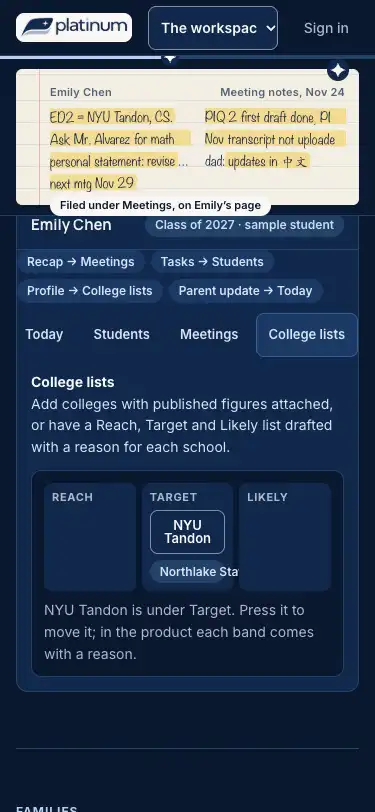 platinum
The workspac
Sign in
Emily Chen
Meeting notes, Nov 24
ED2 = NYU Tandon, CS.
Ask Mr. Alvarez for math
personal statement: revise ...
next mtg Nov 29
PIQ 2 first draft done, PI
Nov transcript not uploade
dad: updates in 中文
Filed under Meetings, on Emily's page
Emily Chen
Class of 2027 · sample student
Recap → Meetings
Tasks → Students
Profile → College lists
Parent update → Today
Today
Students
Meetings
College lists
College lists
Add colleges with published figures attached,
or have a Reach, Target and Likely list drafted
with a reason for each school.
REACH
TARGET
LIKELY
NYU
Tandon
Northlake Sta
NYU Tandon is under Target. Press it to
move it; in the product each band comes
with a reason.
FAMILIES